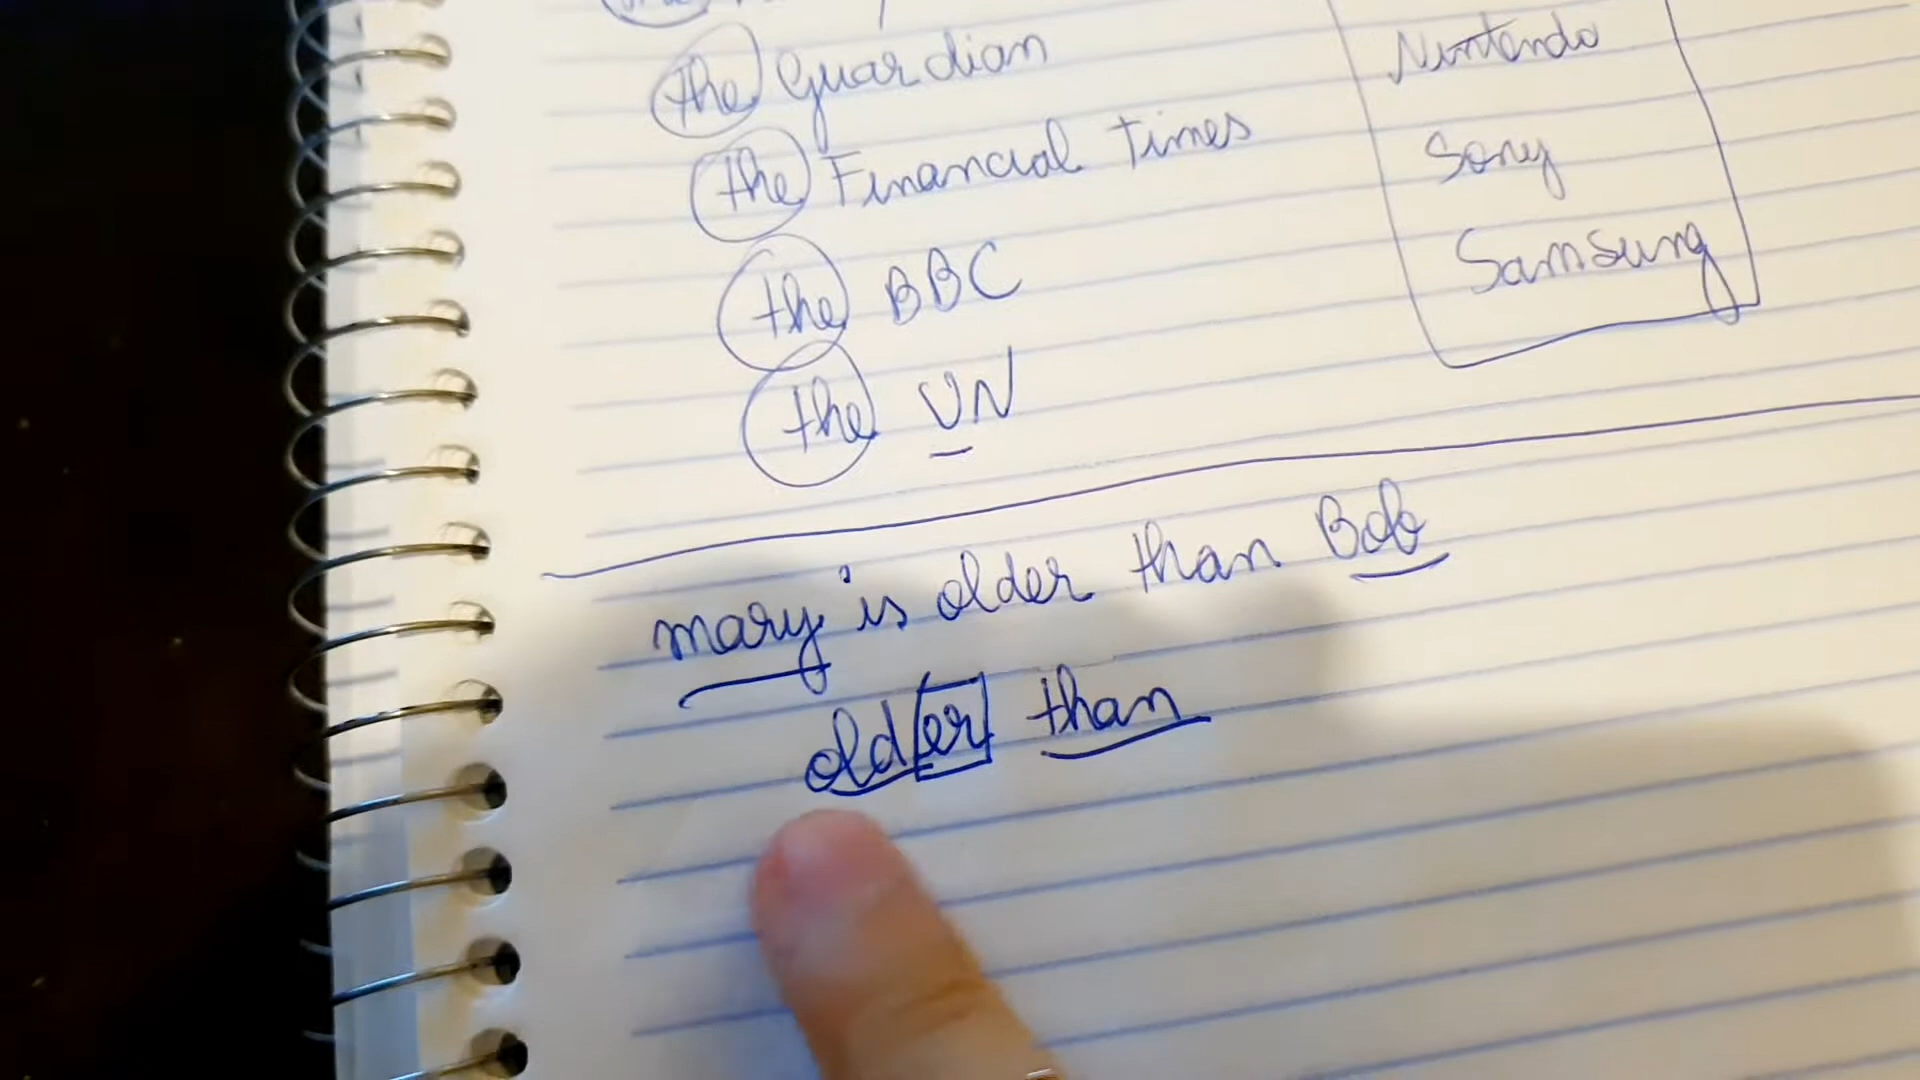 the Guardian
the Financial Times
the BBC
the UN
Nintendo
Sony
Samsung
mary is older than Bob
older than